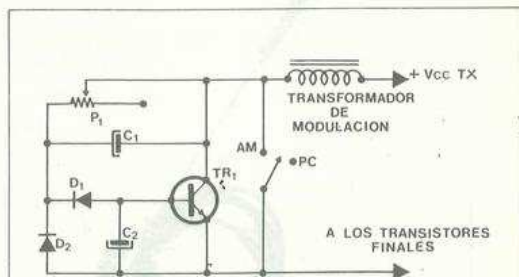 + Vcc TX
TRANSFORMADOR
DE
MODULACION
P1
C1
AM
PC
TR1
D1
D2
C2
A LOS TRANSISTORES
FINALES